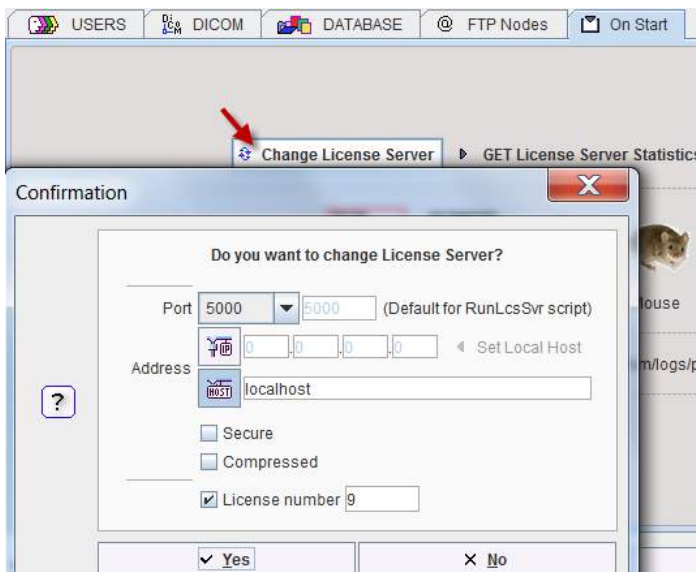 USERS DICOM DATABASE @ FTP Nodes On Start
Change License Server GET License Server Statistics
Confirmation X
Do you want to change License Server?
Port 5000 5000 (Default for RunLcsSvr script)
IP 0 .0 .0 .0 Set Local Host
Address
HOST localhost
? Secure
Compressed
License number 9
Yes X No
louse
m/logs/p